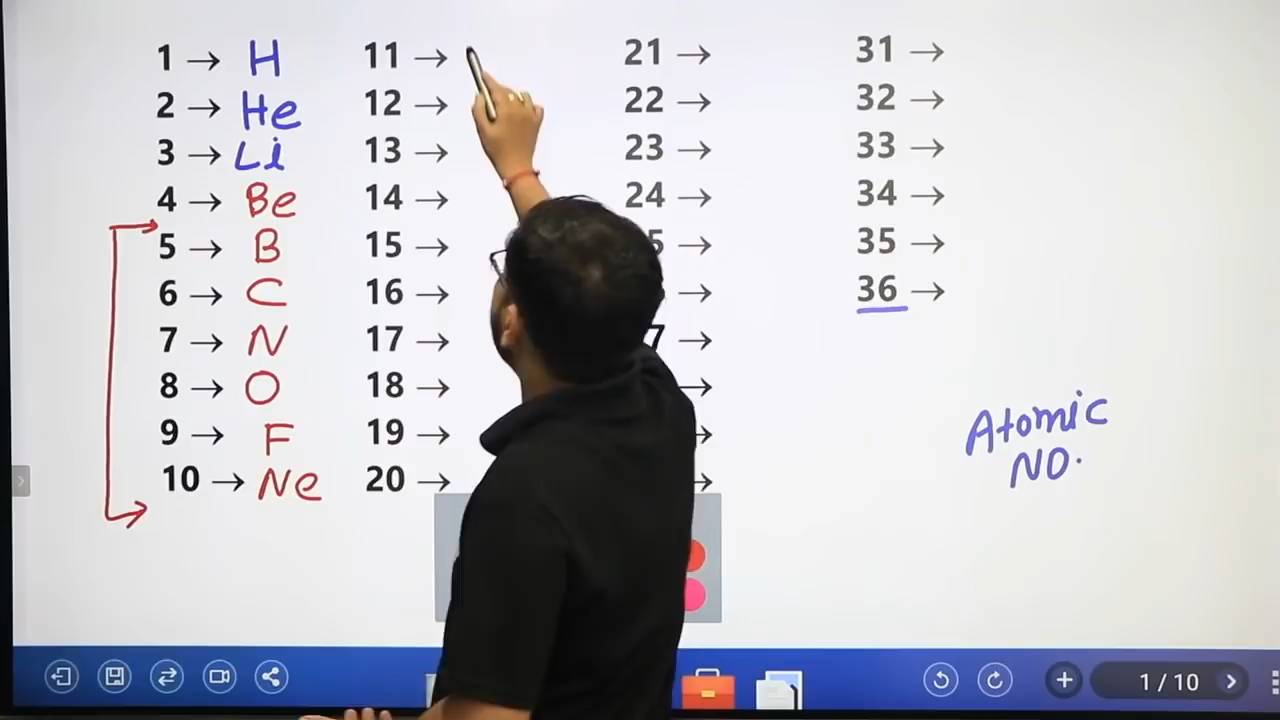 1 → H
2 → He
3 → Li
4 → Be
5 → B
6 → C
7 → N
8 → O
9 → F
10 → Ne
11 →
12 →
13 →
14 →
15 →
16 →
17 →
18 →
19 →
20 →
21 →
22 →
23 →
24 →
5 →
→
7 →
→
→
→
31 →
32 →
33 →
34 →
35 →
36 →
Atomic
NO.
1 / 10